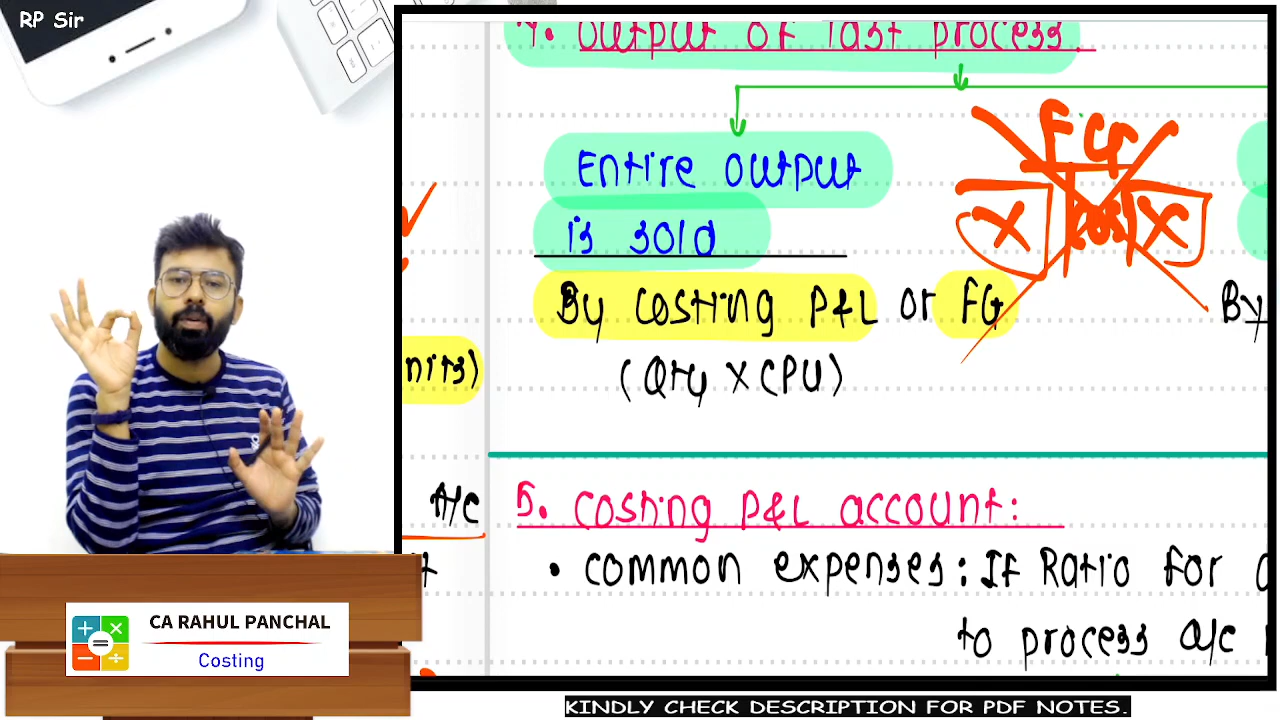 RP Sir
4. Output of last process.
Entire output
is sold
FG
X X
By costing P&L or FG
By
(Qty X CPU)
nits)
A/c
5. Costing P&L account:
• common expenses: If Ratio for
to process a/c
CA RAHUL PANCHAL
Costing
KINDLY CHECK DESCRIPTION FOR PDF NOTES.